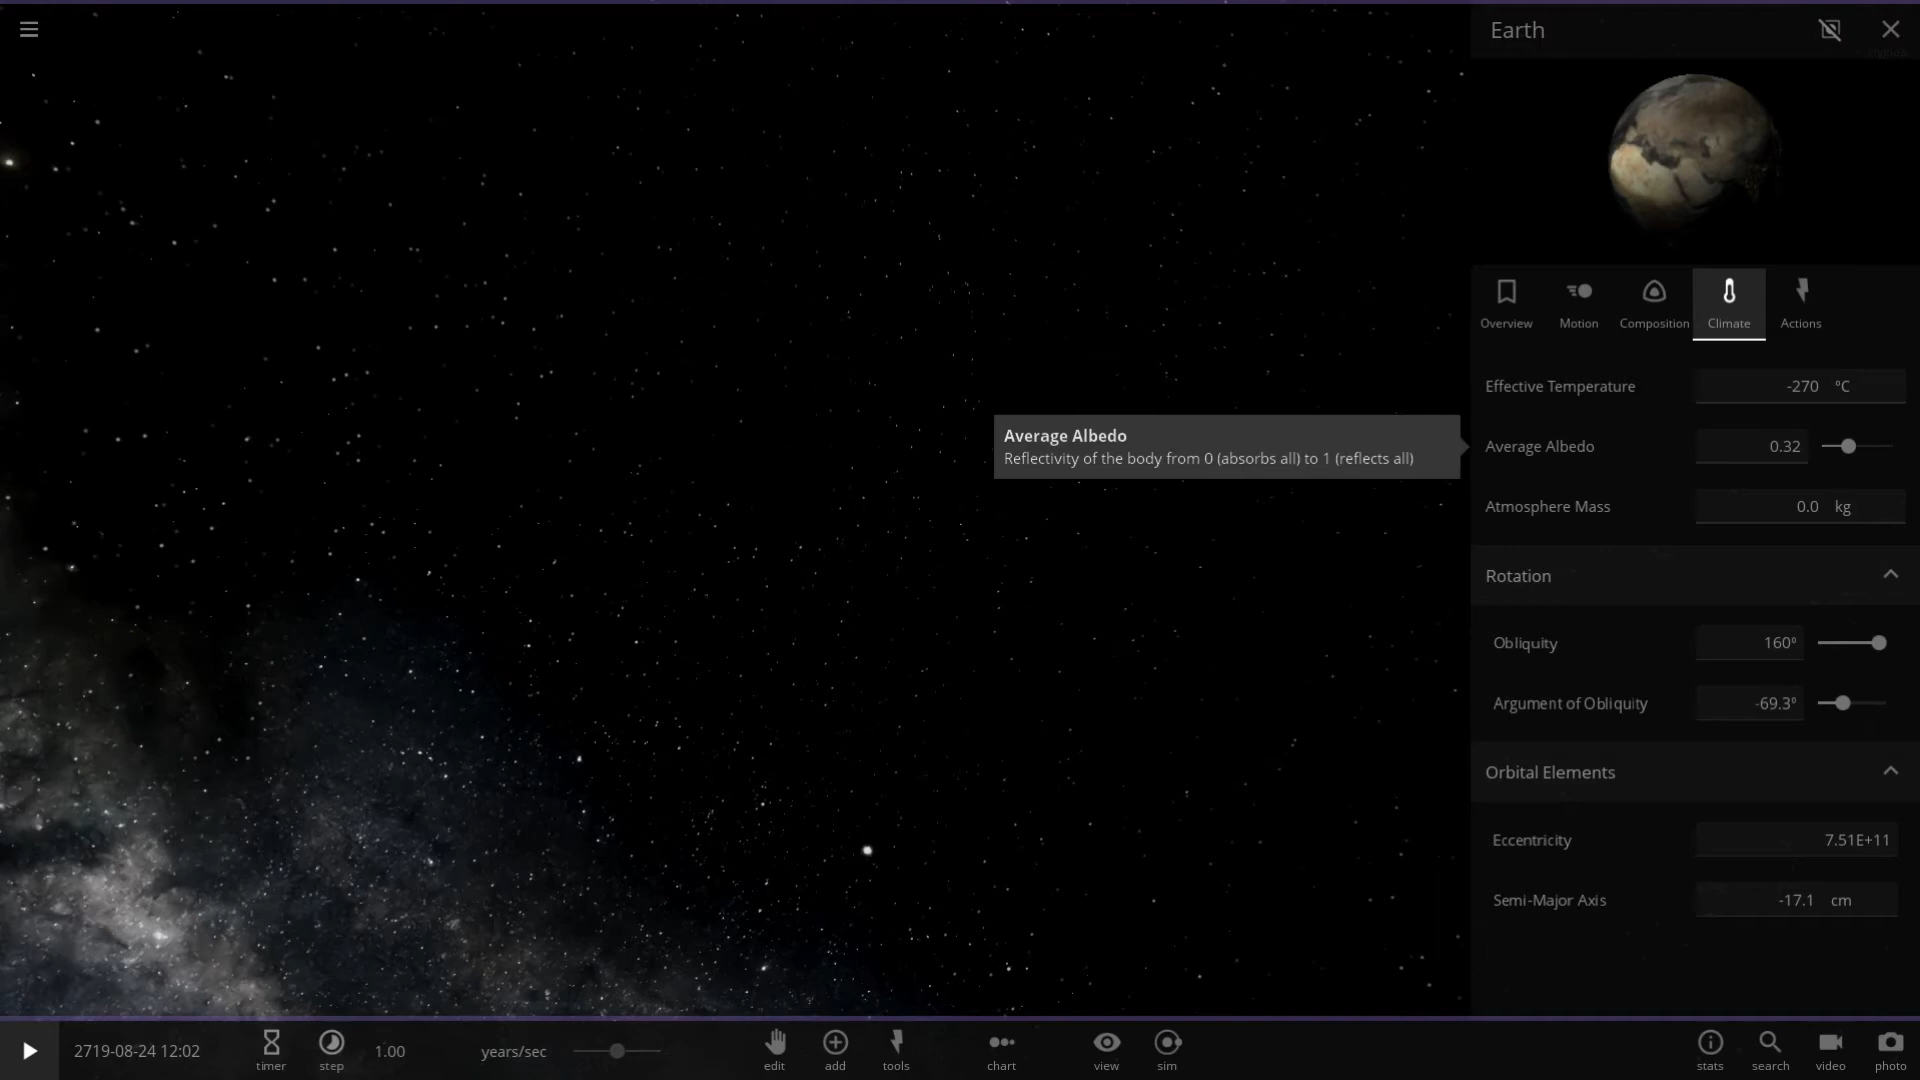 Earth
Overview
Motion
Composition
Climate
Actions
Effective Temperature -270 °C
Average Albedo
Reflectivity of the body from 0 (absorbs all) to 1 (reflects all)
Average Albedo 0.32
Atmosphere Mass 0.0 kg
Rotation
Obliquity 160°
Argument of Obliquity -69.3°
Orbital Elements
Eccentricity 7.51E+11
Semi-Major Axis -17.1 cm
2719-08-24 12:02
timer
step
1.00 years/sec
edit
add
tools
chart
view
sim
stats
search
video
photo